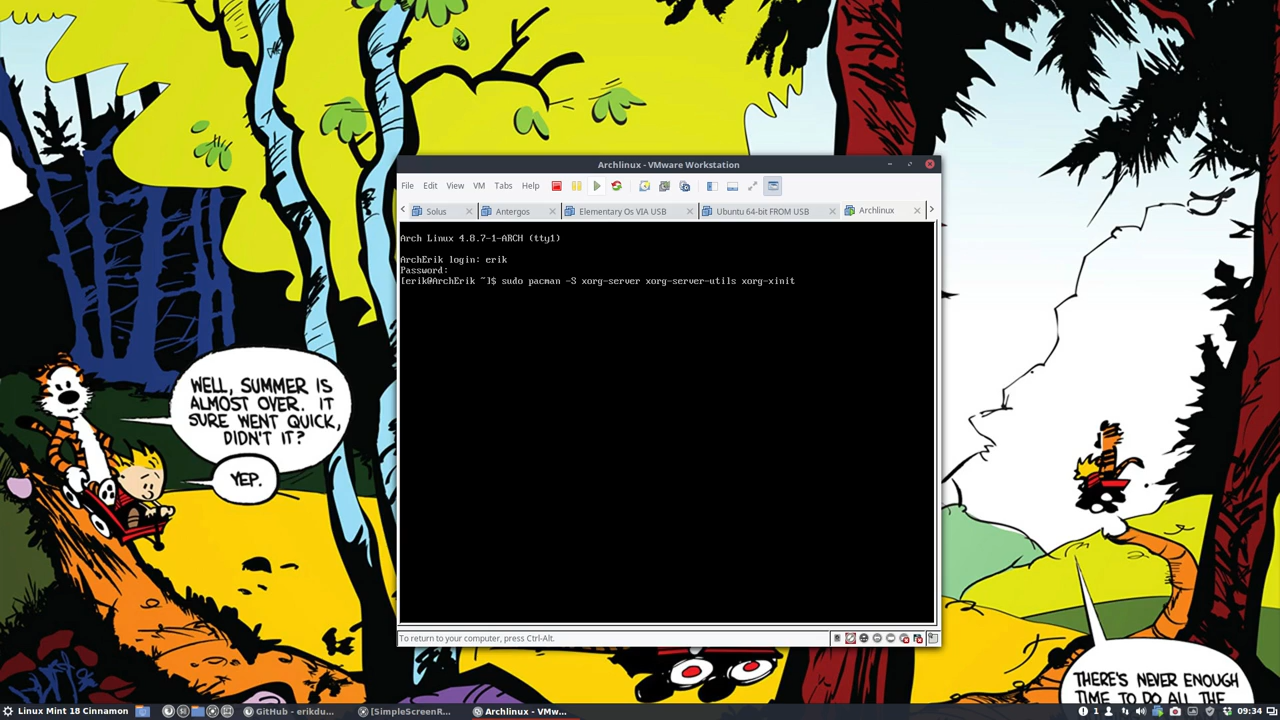 WELL, SUMMER IS
ALMOST OVER. IT
SURE WENT QUICK,
DIDN'T IT?
YEP.
Archlinux - VMware Workstation
File Edit View VM Tabs Help
Solus Antergos Elementary Os VIA USB Ubuntu 64-bit FROM USB Archlinux
Arch Linux 4.8.7-1-ARCH (tty1)
ArchErik login: erik
Password:
[erik@ArchErik ~]$ sudo pacman -S xorg-server xorg-server-utils xorg-xinit
To return to your computer, press Ctrl-Alt.
THERE'S NEVER ENOUGH
TIME TO DO ALL THE
Linux Mint 18 Cinnamon GitHub - erikdu... [SimpleScreenR... Archlinux - VMw... 1 09:34